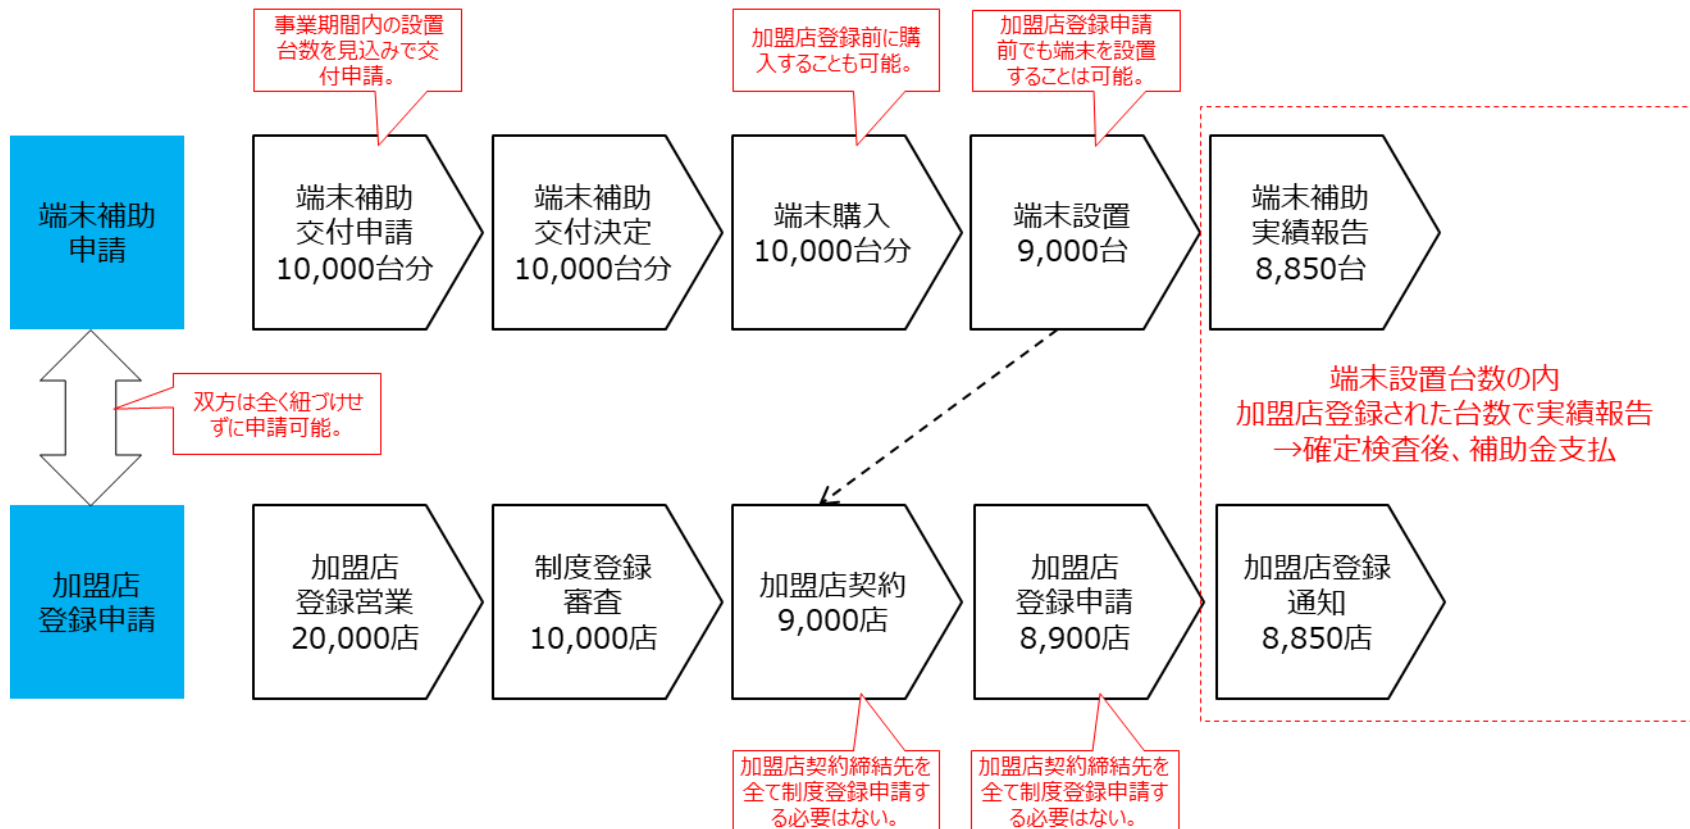 事業期間内の設置
台数を見込みで交
付申請。
加盟店登録前に購
入することも可能。
加盟店登録申請
前でも端末を設置
することは可能。
端末補助
申請
端末補助
交付申請
10,000台分
端末補助
交付決定
10,000台分
端末購入
10,000台分
端末設置
9,000台
端末補助
実績報告
8,850台
双方は全く紐づけせ
ずに申請可能。
端末設置台数の内
加盟店登録された台数で実績報告
→確定検査後、補助金支払
加盟店
登録申請
加盟店
登録営業
20,000店
制度登録
審査
10,000店
加盟店契約
9,000店
加盟店
登録申請
8,900店
加盟店登録
通知
8,850店
加盟店契約締結先を
全て制度登録申請す
る必要はない。
加盟店契約締結先を
全て制度登録申請す
る必要はない。